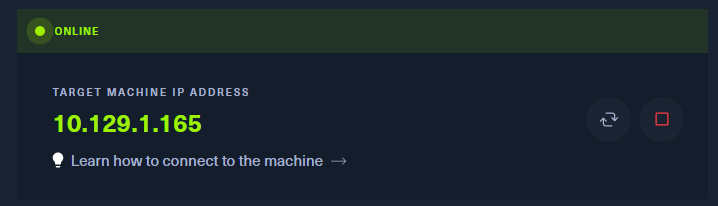 ONLINE
TARGET MACHINE IP ADDRESS
10.129.1.165
Learn how to connect to the machine